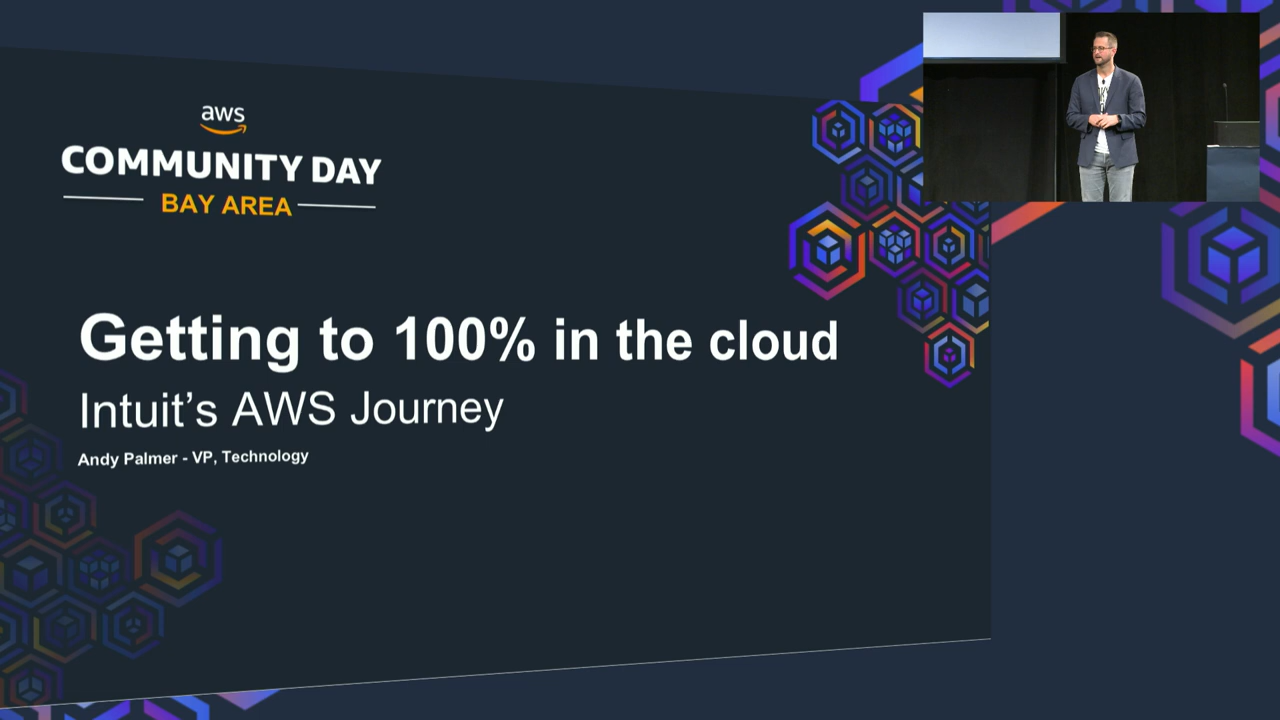 aws
COMMUNITY DAY
BAY AREA
Getting to 100% in the cloud
Intuit's AWS Journey
Andy Palmer - VP, Technology